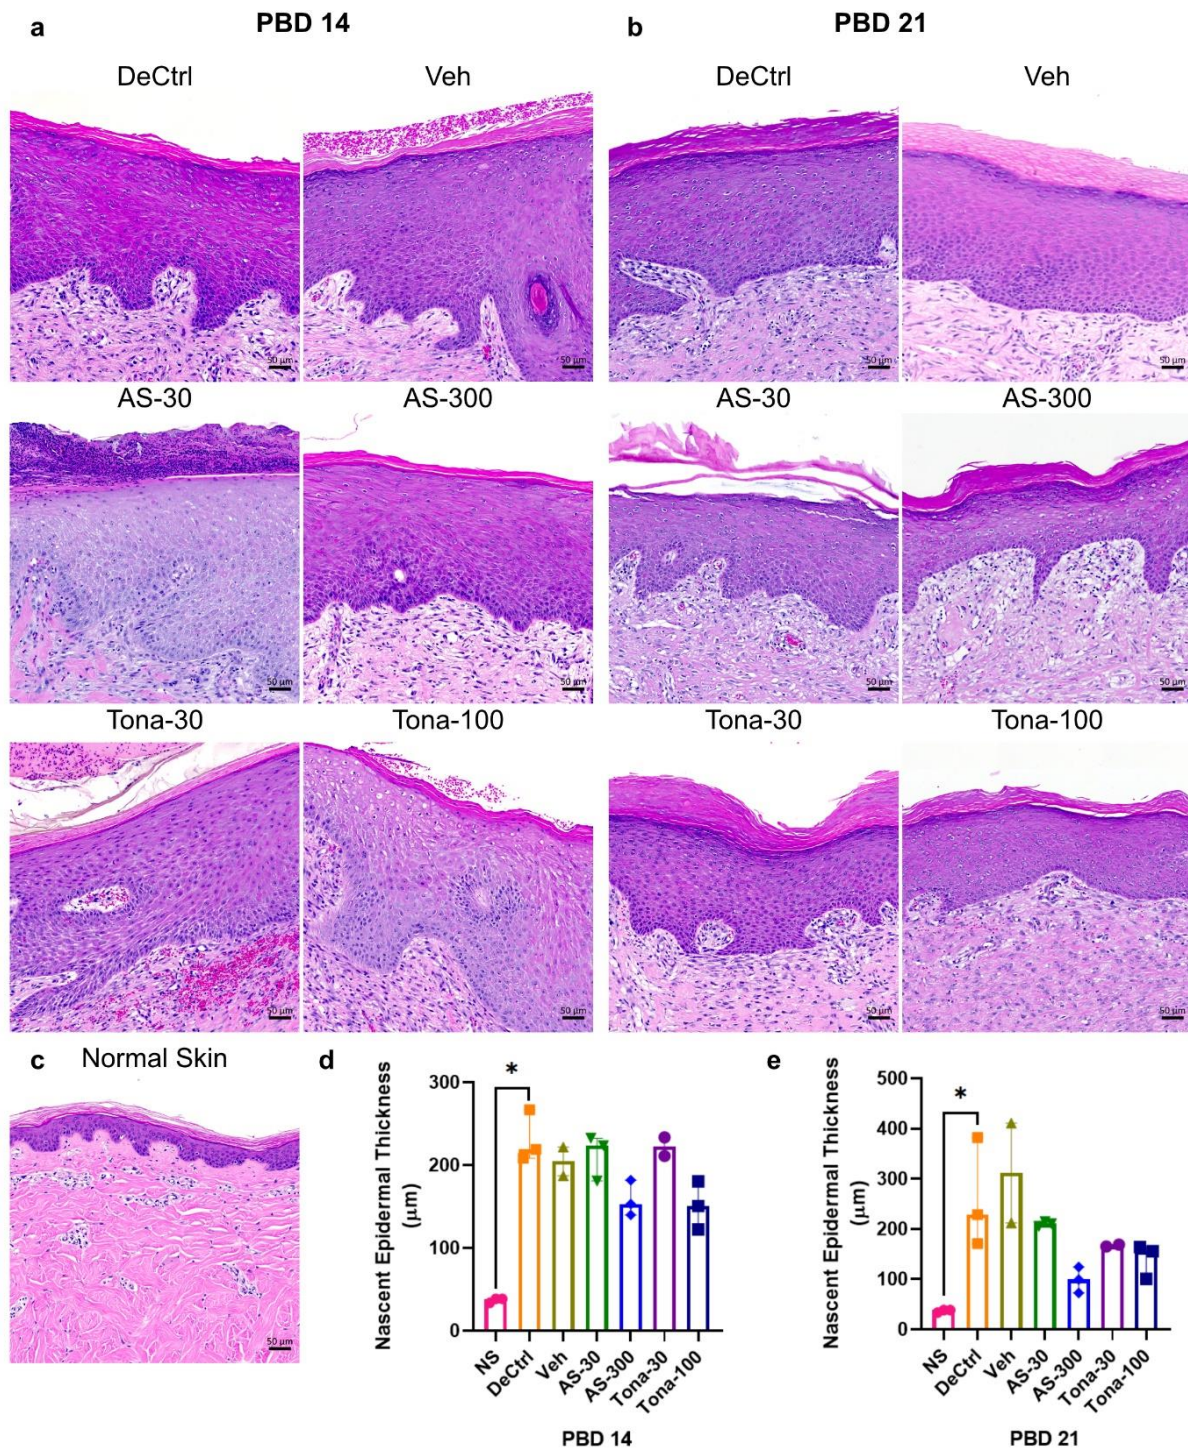 a PBD 14 b PBD 21
DeCtrl Veh DeCtrl Veh
50 µm 50 µm 50 µm 50 µm
AS-30 AS-300 AS-30 AS-300
50 µm 50 µm 50 µm 50 µm
Tona-30 Tona-100 Tona-30 Tona-100
50 µm 50 µm 50 µm 50 µm
c Normal Skin
50 µm
d
Nascent Epidermal Thickness
(µm)
300
200
100
0
*
NS DeCtrl Veh AS-30 AS-300 Tona-30 Tona-100
PBD 14
e
Nascent Epidermal Thickness
(µm)
500
400
300
200
100
0
*
NS DeCtrl Veh AS-30 AS-300 Tona-30 Tona-100
PBD 21